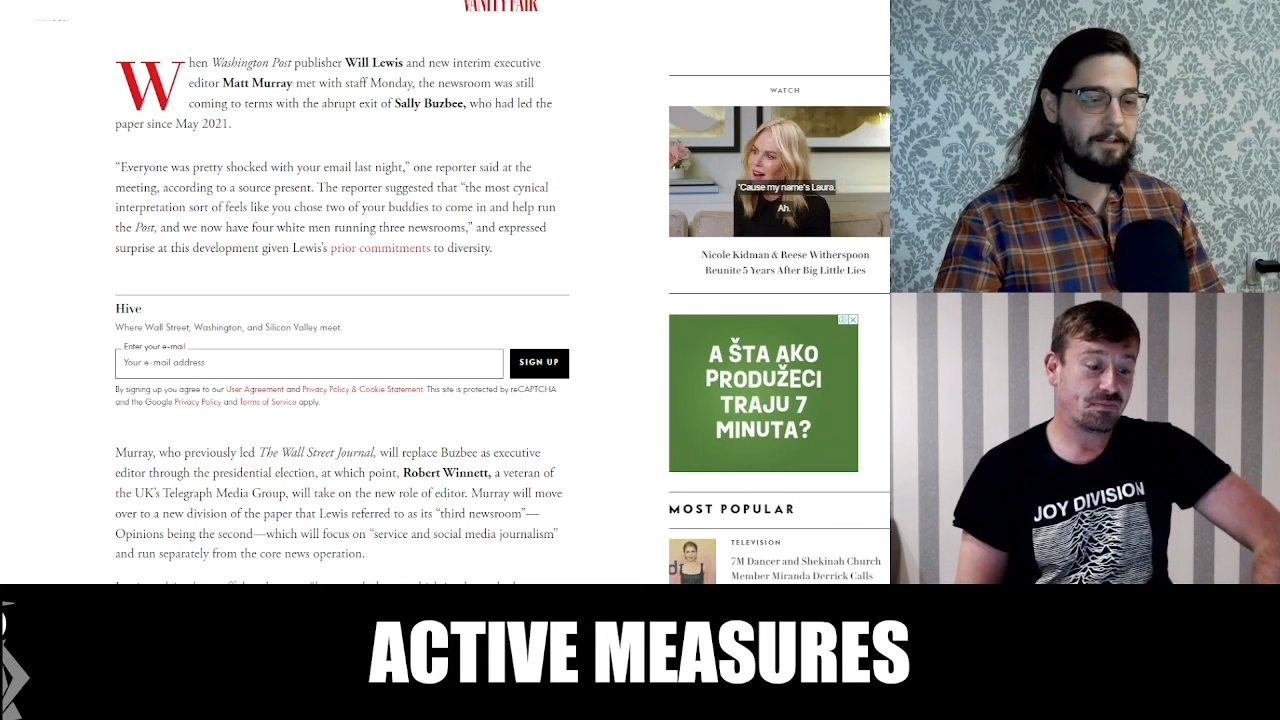 VANITY FAIR
When Washington Post publisher Will Lewis and new interim executive
editor Matt Murray met with staff Monday, the newsroom was still
coming to terms with the abrupt exit of Sally Buzbee, who had led the
paper since May 2021.
“Everyone was pretty shocked with your email last night,” one reporter said at the
meeting, according to a source present. The reporter suggested that “the most cynical
interpretation sort of feels like you chose two of your buddies to come in and help run
the Post, and we now have four white men running three newsrooms,” and expressed
surprise at this development given Lewis’s prior commitments to diversity.
Hive
Where Wall Street, Washington, and Silicon Valley meet.
Enter your e-mail
Your e-mail address
SIGN UP
By signing up you agree to our User Agreement and Privacy Policy & Cookie Statement. This site is protected by reCAPTCHA
and the Google Privacy Policy and Terms of Service apply.
Murray, who previously led The Wall Street Journal, will replace Buzbee as executive
editor through the presidential election, at which point, Robert Winnett, a veteran of
the UK’s Telegraph Media Group, will take on the new role of editor. Murray will move
over to a new division of the paper that Lewis referred to as its “third newsroom”—
Opinions being the second—which will focus on “service and social media journalism”
and run separately from the core news operation.
WATCH
"Cause my name's Laura.
Ah.
Nicole Kidman & Reese Witherspoon
Reunite 5 Years After Big Little Lies
A ŠTA AKO
PRODUŽECI
TRAJU 7
MINUTA?
MOST POPULAR
TELEVISION
7M Dancer and Shekinah Church
Member Miranda Derrick Calls
JOY DIVISION
ACTIVE MEASURES